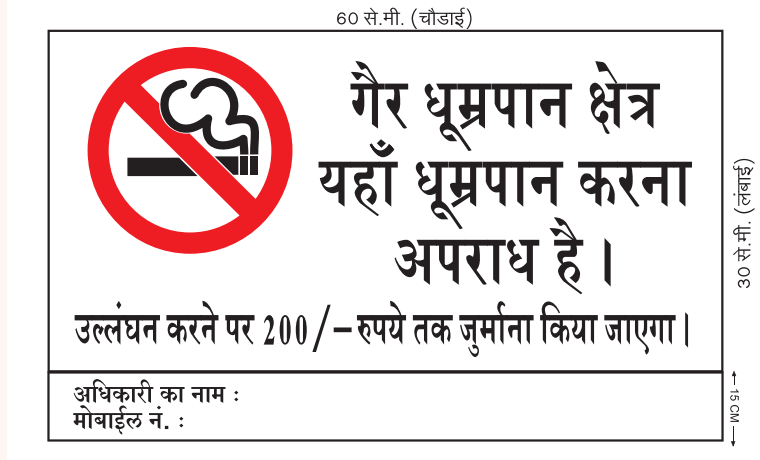 60 से.मी. (चौडाई)
गैर धूम्रपान क्षेत्र
यहाँ धूम्रपान करना
अपराध है।
उल्लंघन करने पर 200/-रुपये तक जुर्माना किया जाएगा।
30 से.मी. (लंबाई)
अधिकारी का नाम :
मोबाईल नं. :
15 CM